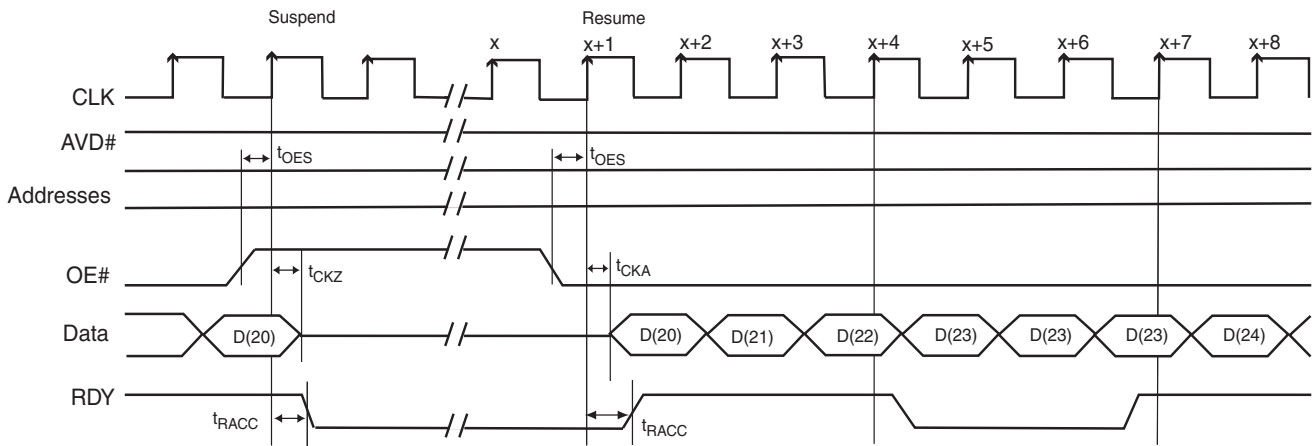 Suspend Resume
x x+1 x+2 x+3 x+4 x+5 x+6 x+7 x+8
CLK
AVD#
tOES tOES
Addresses
OE#
tCKZ tCKA
Data D(20) D(20) D(21) D(22) D(23) D(23) D(23) D(24)
RDY
tRACC tRACC